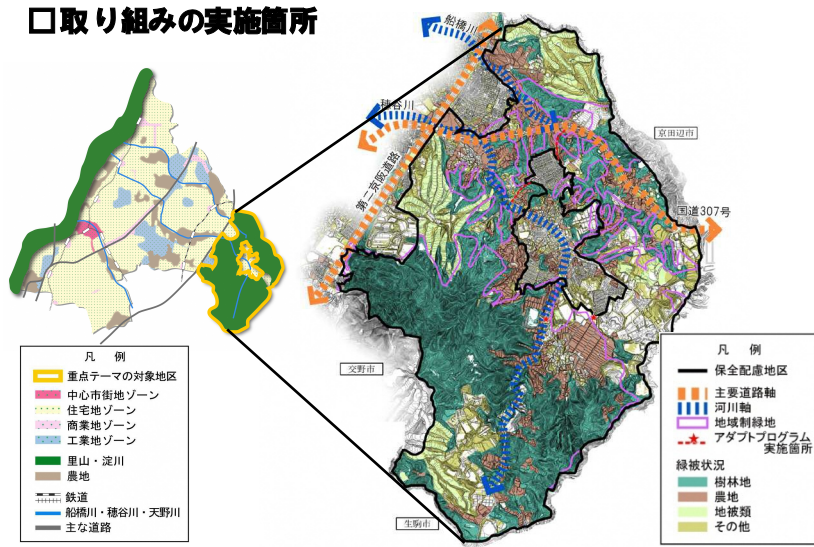 □取り組みの実施箇所
船橋川
穂谷川
第二京阪道路
京田辺市
国道307号
交野市
生駒市
凡 例
重点テーマの対象地区
中心市街地ゾーン
住宅地ゾーン
商業地ゾーン
工業地ゾーン
里山・淀川
農地
鉄道
船橋川・穂谷川・天野川
主な道路
凡 例
保全配慮地区
主要道路軸
河川軸
地域制緑地
アダプトプログラム
実施箇所
緑被状況
樹林地
農地
地被類
その他